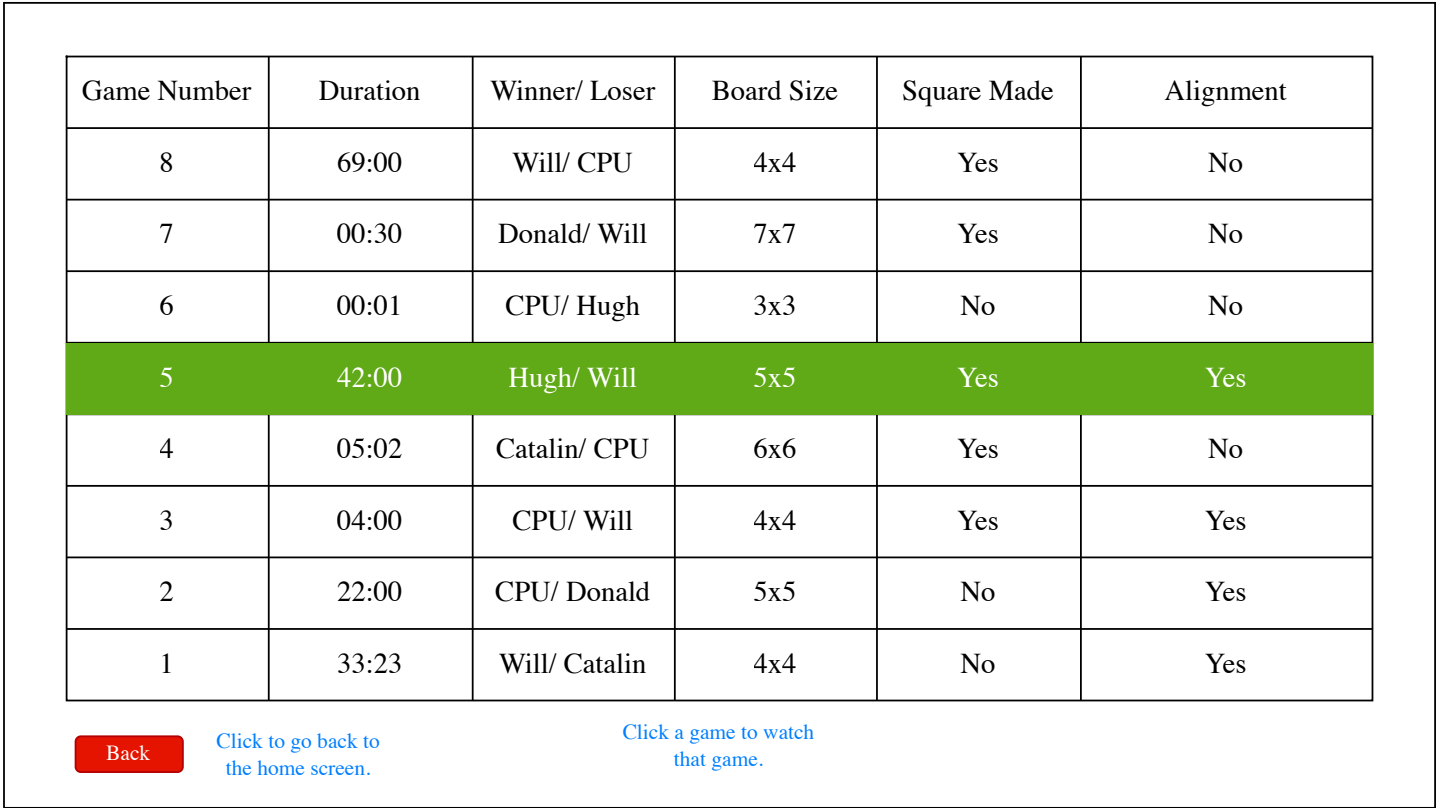 Game Number Duration Winner/ Loser Board Size Square Made Alignment
8 69:00 Will/ CPU 4x4 Yes No
7 00:30 Donald/ Will 7x7 Yes No
6 00:01 CPU/ Hugh 3x3 No No
5 42:00 Hugh/ Will 5x5 Yes Yes
4 05:02 Catalin/ CPU 6x6 Yes No
3 04:00 CPU/ Will 4x4 Yes Yes
2 22:00 CPU/ Donald 5x5 No Yes
1 33:23 Will/ Catalin 4x4 No Yes
Back
Click to go back to
the home screen.
Click a game to watch
that game.